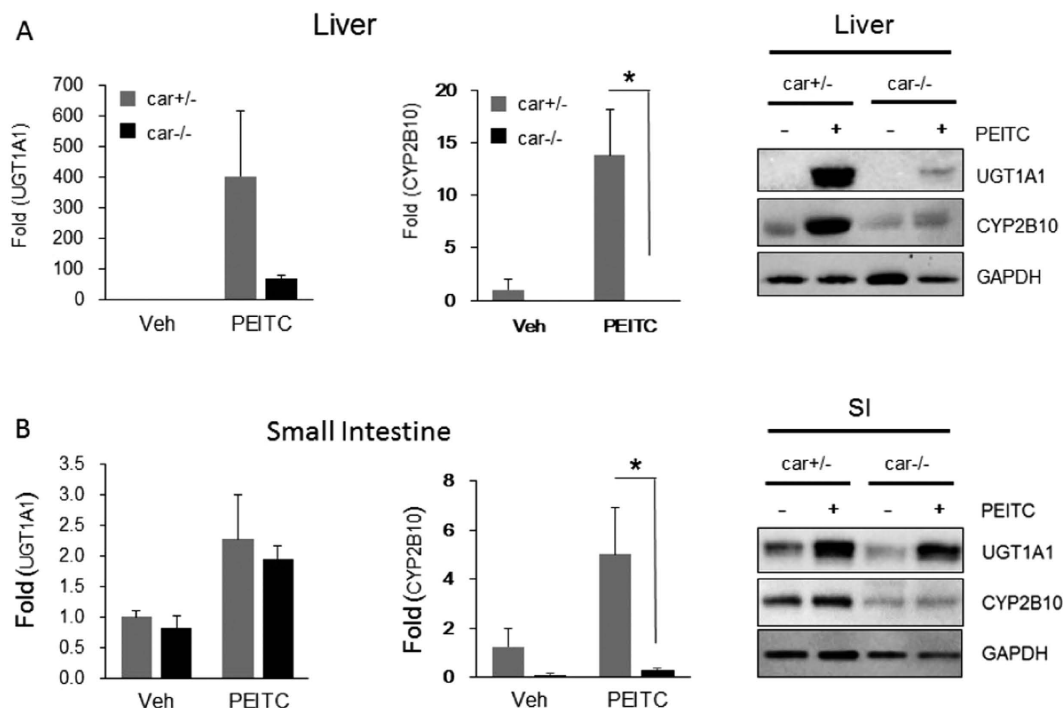 A
Liver
Fold (UGT1A1)
700
600
500
400
300
200
100
0
car+/-
car-/-
Veh
PEITC
Fold (CYP2B10)
20
15
10
5
0
car+/-
car-/-
*
Veh
PEITC
Liver
car+/-
car-/-
-
+
-
+
PEITC
UGT1A1
CYP2B10
GAPDH
B
Small Intestine
Fold (UGT1A1)
3.5
3.0
2.5
2.0
1.5
1.0
0.5
0.0
Veh
PEITC
Fold (CYP2B10)
8
6
4
2
0
*
Veh
PEITC
SI
car+/-
car-/-
-
+
-
+
PEITC
UGT1A1
CYP2B10
GAPDH